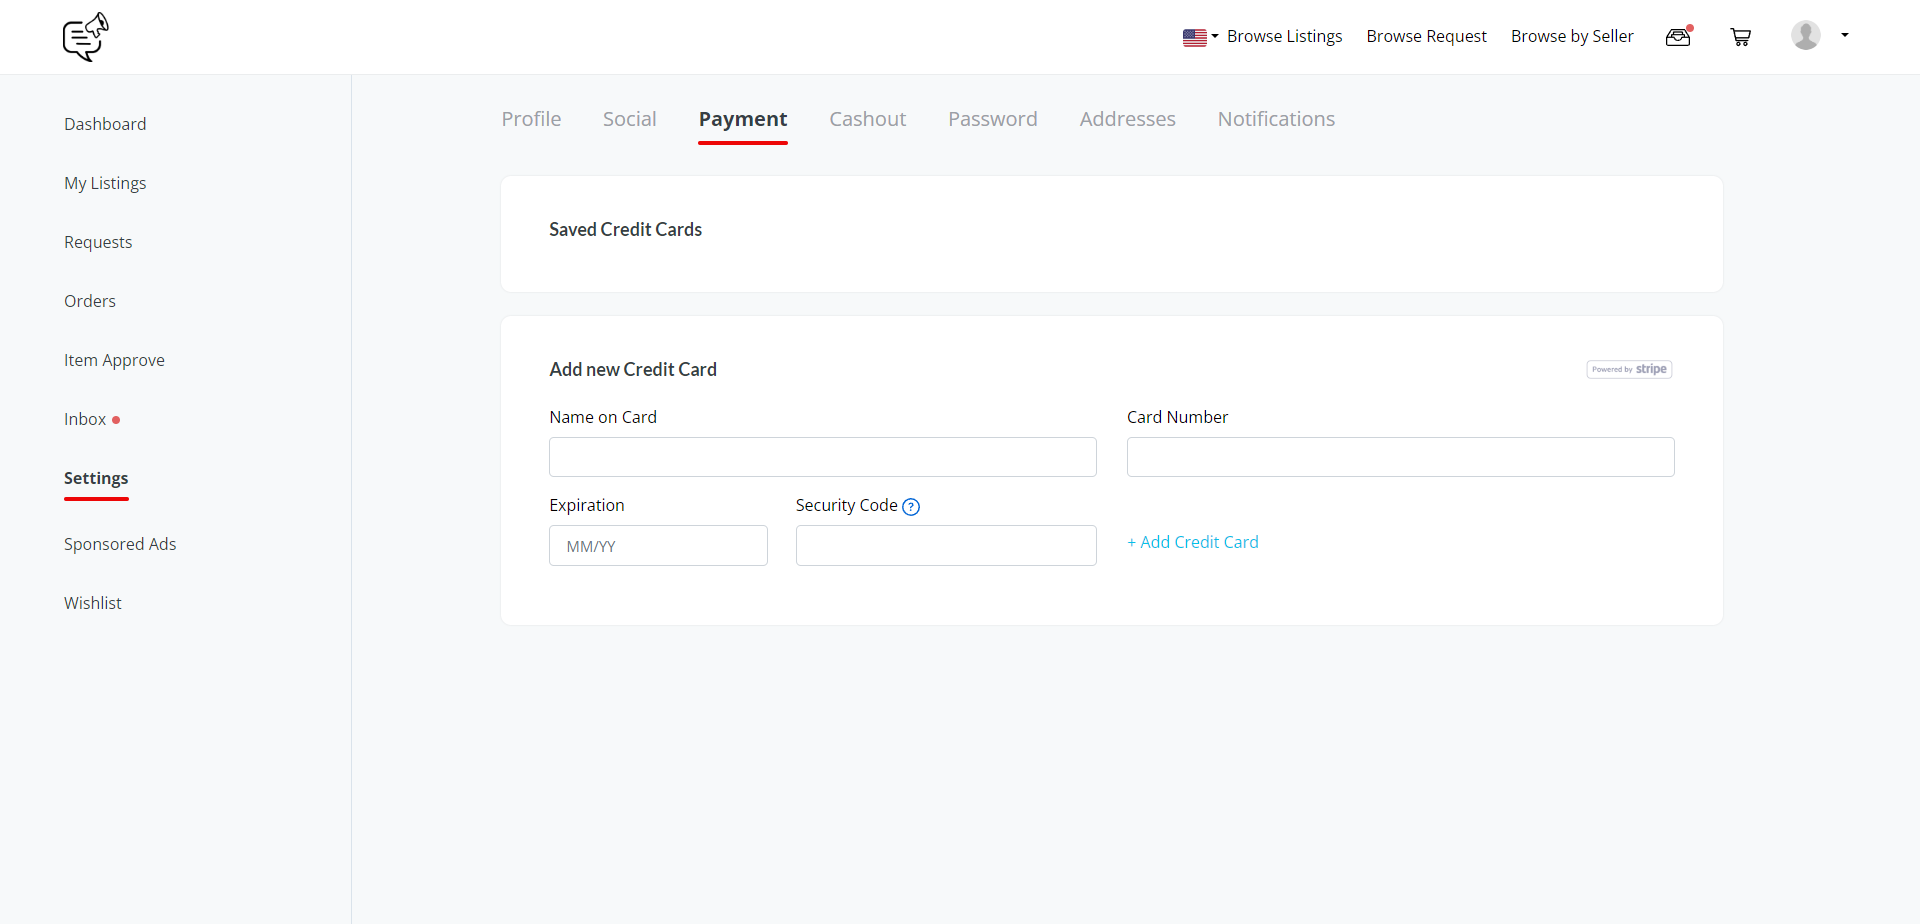 Browse Listings
Browse Request
Browse by Seller
Dashboard
My Listings
Requests
Orders
Item Approve
Inbox
Settings
Sponsored Ads
Wishlist
Profile
Social
Payment
Cashout
Password
Addresses
Notifications
Saved Credit Cards
Add new Credit Card
Powered by stripe
Name on Card
Card Number
Expiration
Security Code ?
MM/YY
+ Add Credit Card